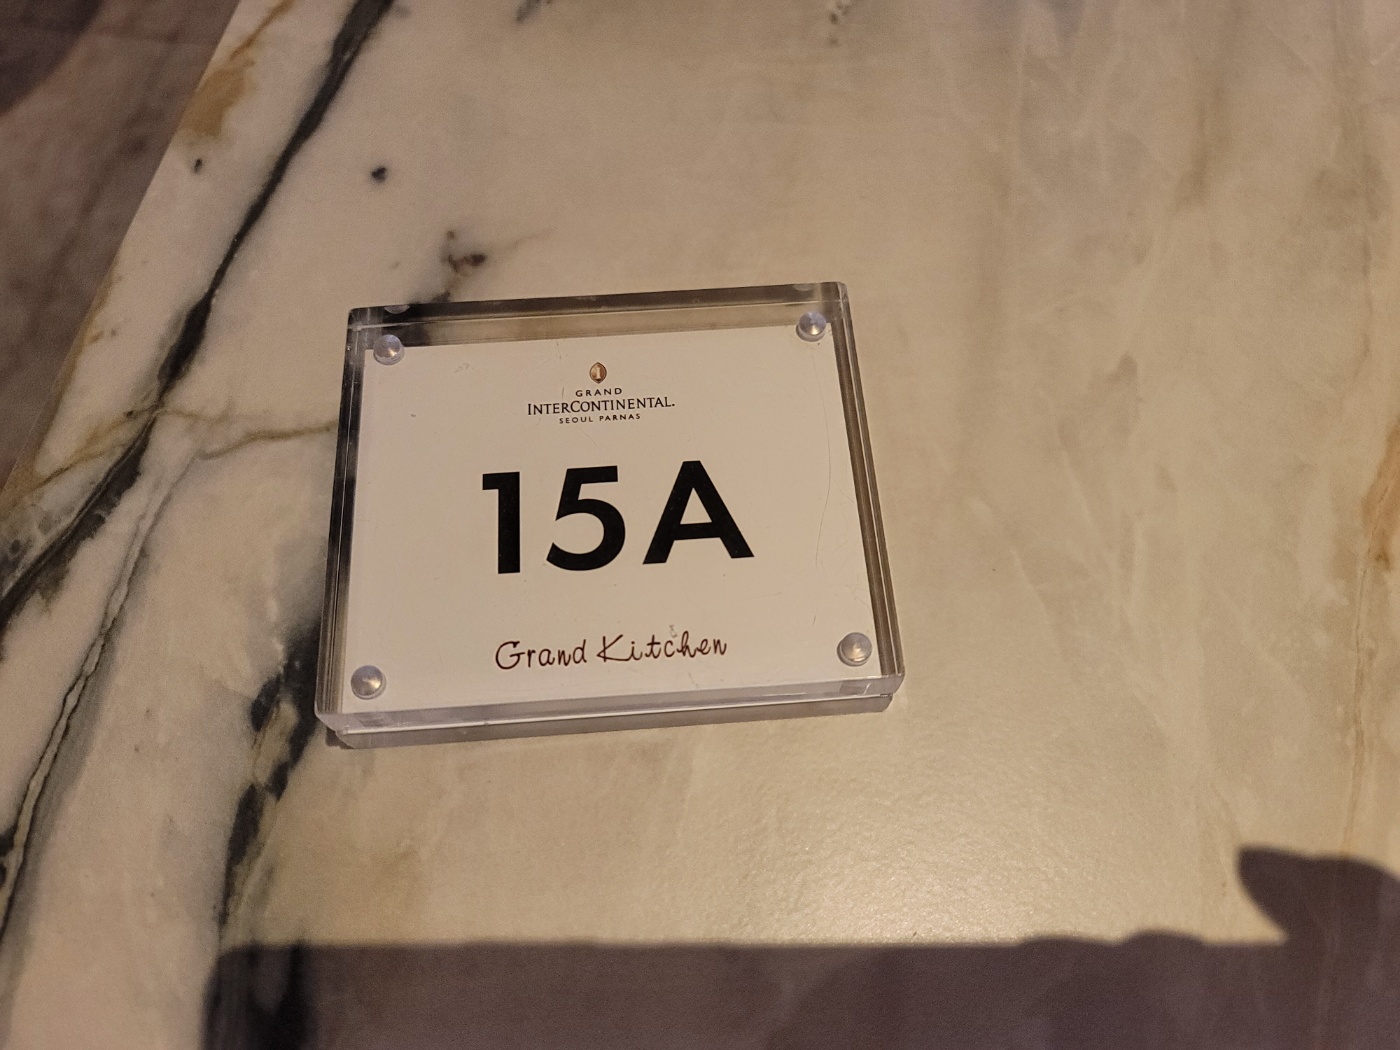 GRAND
INTERCONTINENTAL.
SEOUL PARNAS
15A
Grand Kitchen